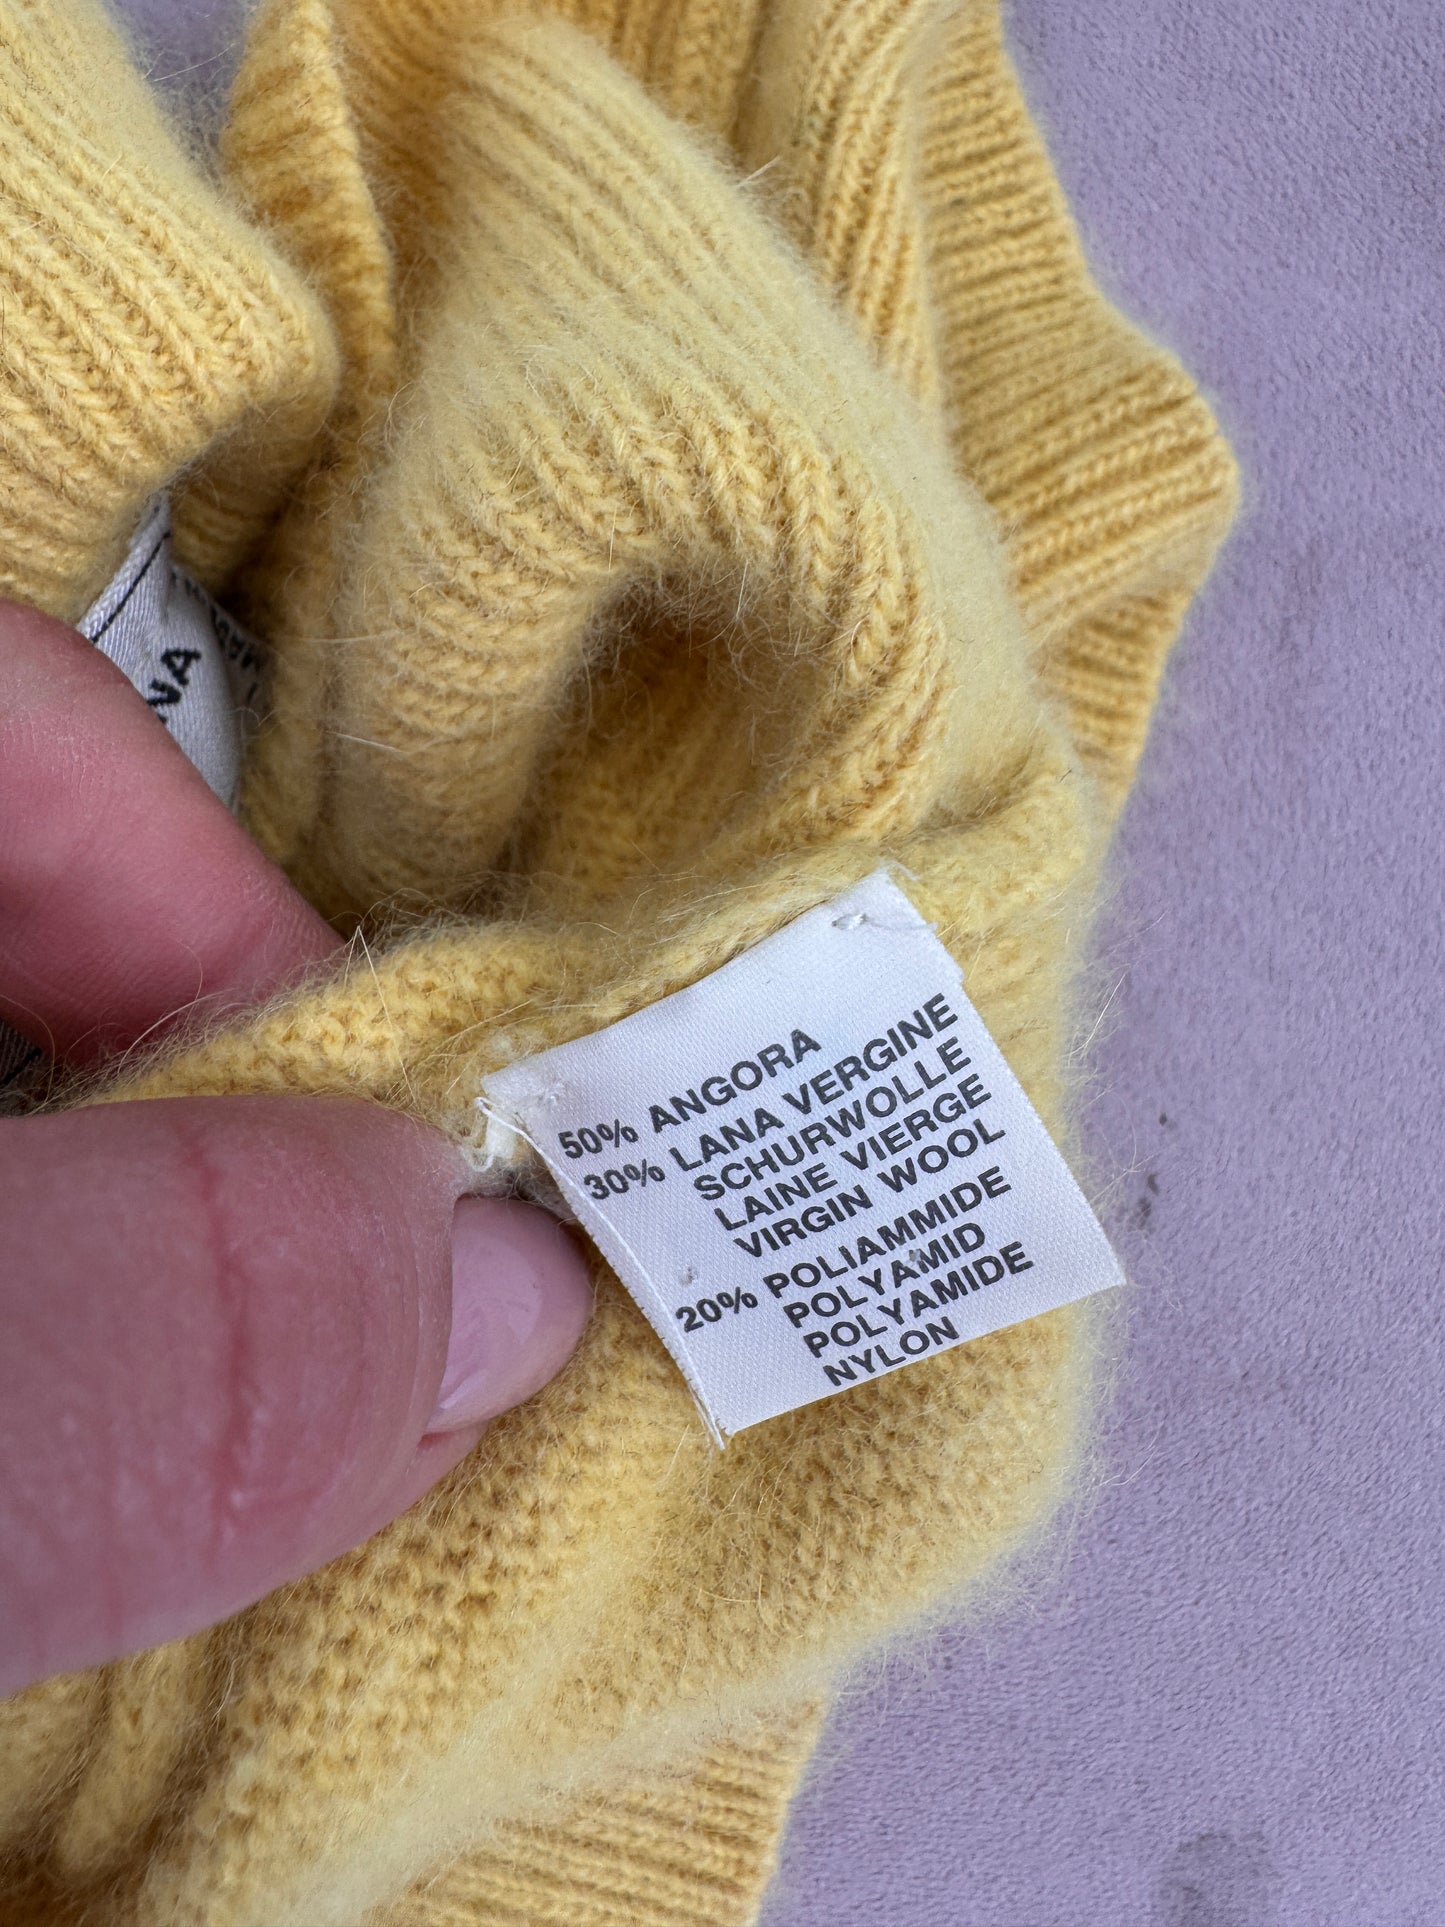 50% ANGORA
30% LANA VERGINE
SCHURWOLLE
LAINE VIERGE
VIRGIN WOOL
20% POLIAMMIDE
POLYAMID
POLYAMIDE
NYLON